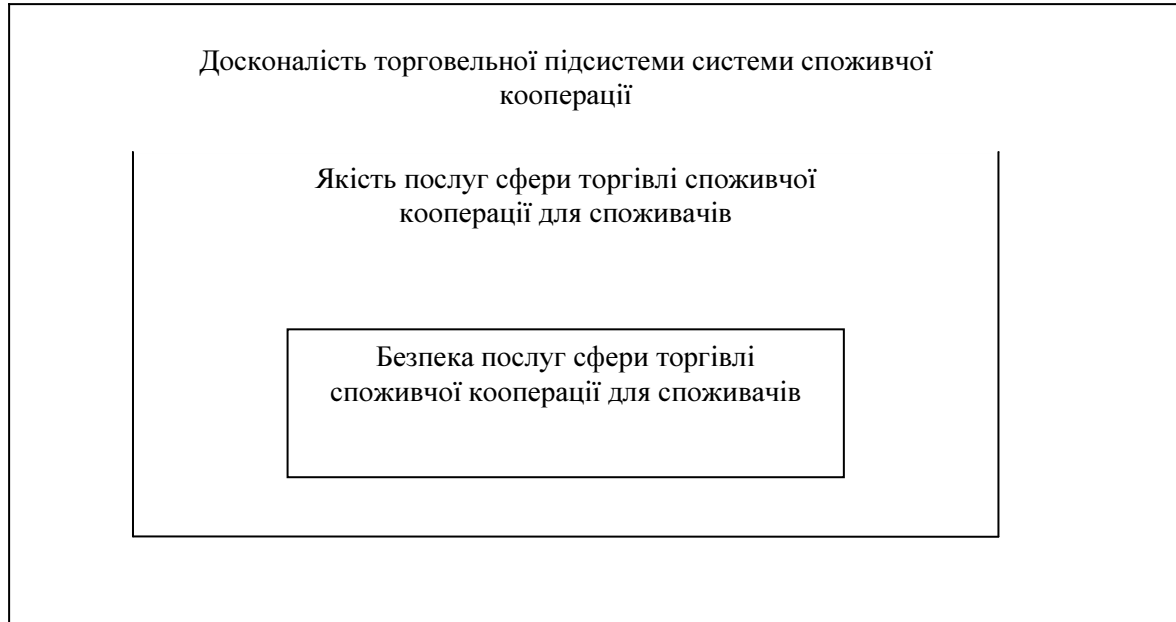 Досконалість торговельної підсистеми системи споживчої
кооперації
Якість послуг сфери торгівлі споживчої
кооперації для споживачів
Безпека послуг сфери торгівлі
споживчої кооперації для споживачів